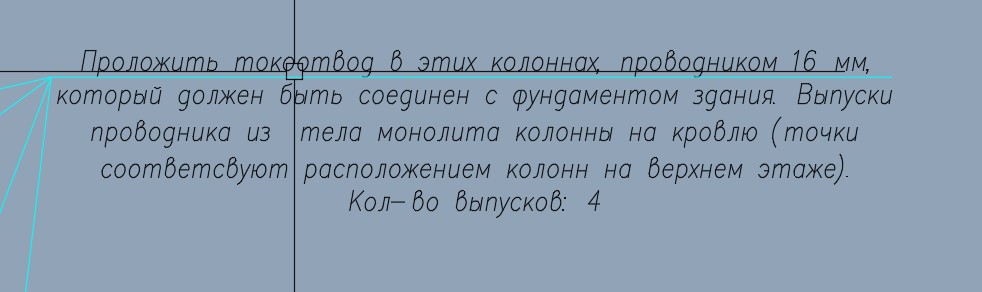 Проложить токоотвод в этих колоннах, проводником 16 мм,
который должен быть соединен с фундаментом здания. Выпуски
проводника из тела монолита колонны на кровлю (точки
соответсвуют расположением колонн на верхнем этаже).
Кол-во выпусков: 4